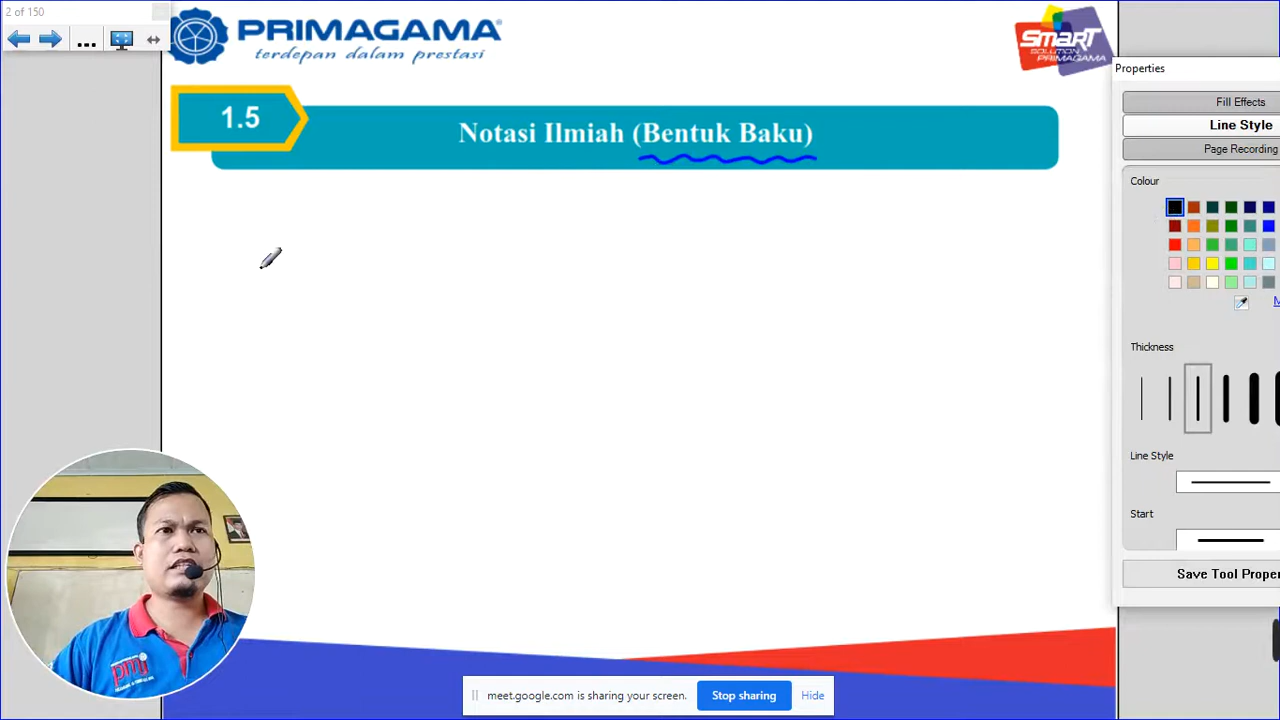 2 of 150
PRIMAGAMA®
terdepan dalam prestasi
SMART
SOLUTION
PRIMAGAMA
Properties
1.5
Notasi Ilmiah (Bentuk Baku)
Fill Effects
Line Style
Page Recording
Colour
M
Thickness
Line Style
Start
Save Tool Proper
pmi
meet.google.com is sharing your screen.
Stop sharing
Hide